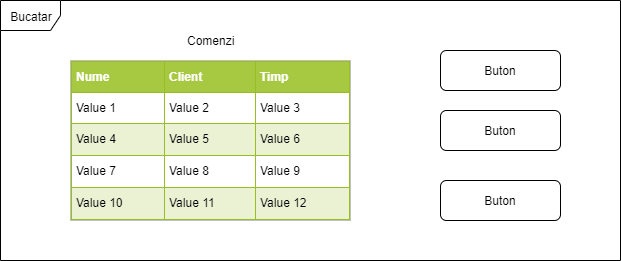 Bucatar
Comenzi
Nume Client Timp
Value 1 Value 2 Value 3
Value 4 Value 5 Value 6
Value 7 Value 8 Value 9
Value 10 Value 11 Value 12
Buton
Buton
Buton